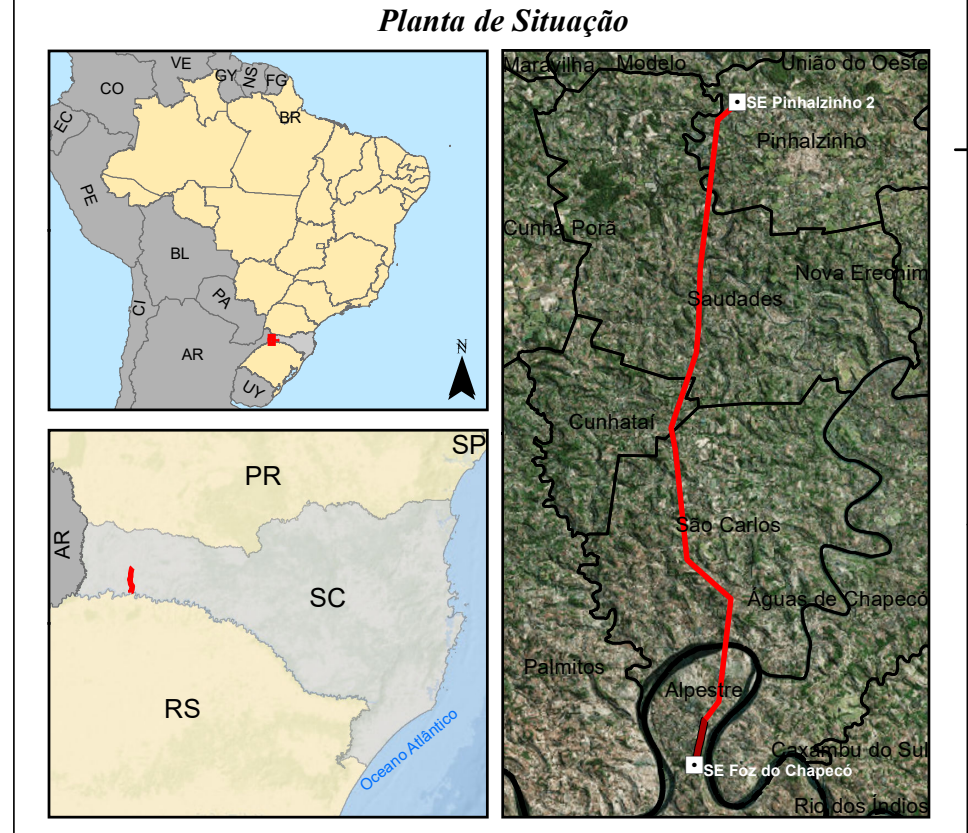 Planta de Situação
VE
GY
NS
FG
CO
EC
BR
PE
BL
PA
CI
AR
UY
N
SP
PR
AR
SC
RS
Oceano Atlântico
Maravilha
Modelo
União do Oeste
SE Pinhalzinho 2
Pinhalzinho
Cunha Porã
Nova Erechim
Saudades
Cunhataí
São Carlos
Águas de Chapecó
Palmitos
Alpestre
Caxambu do Sul
SE Foz do Chapecó
Rio dos Índios